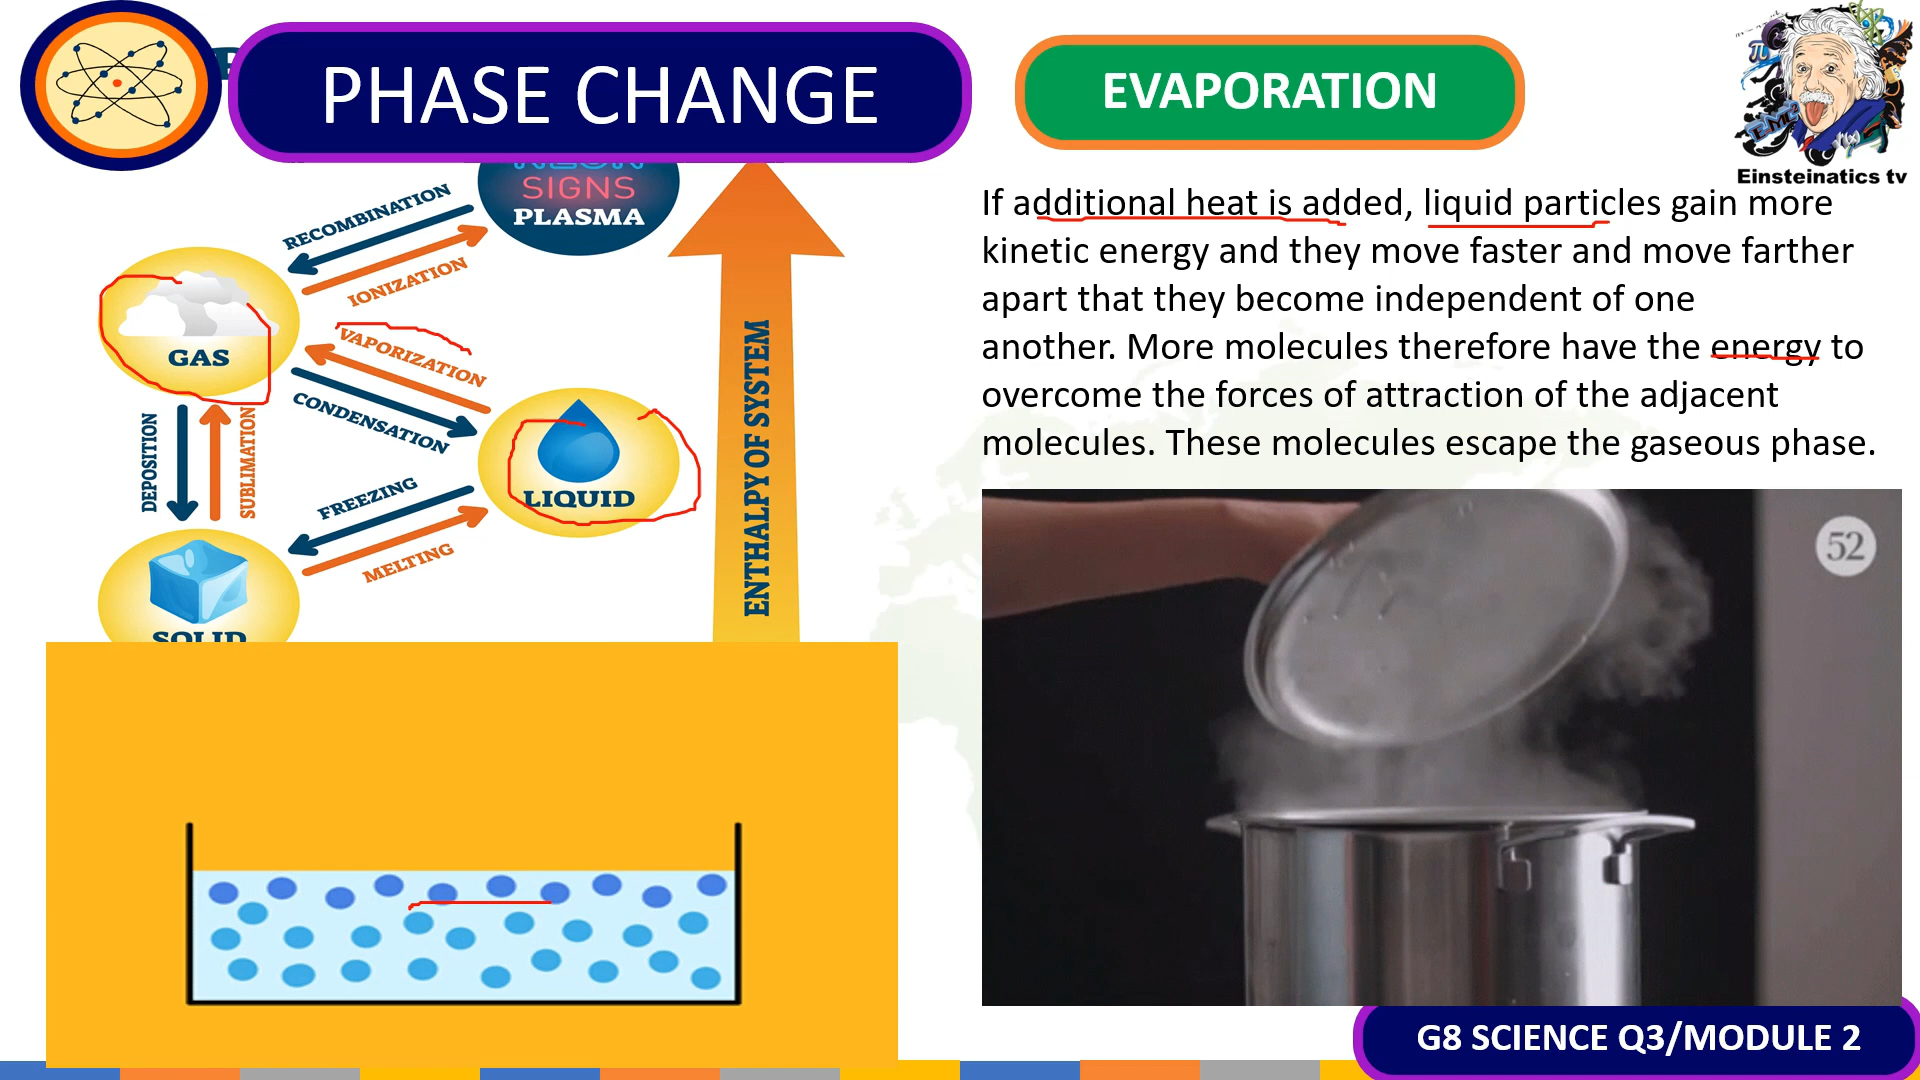 PHASE CHANGE
EVAPORATION
Einsteinatics tv
SIGNS
PLASMA
RECOMBINATION
IONIZATION
GAS
VAPORIZATION
CONDENSATION
LIQUID
DEPOSITION
SUBLIMATION
FREEZING
MELTING
SOLID
ENTHALPY OF SYSTEM
If additional heat is added, liquid particles gain more
kinetic energy and they move faster and move farther
apart that they become independent of one
another. More molecules therefore have the energy to
overcome the forces of attraction of the adjacent
molecules. These molecules escape the gaseous phase.
52
G8 SCIENCE Q3/MODULE 2